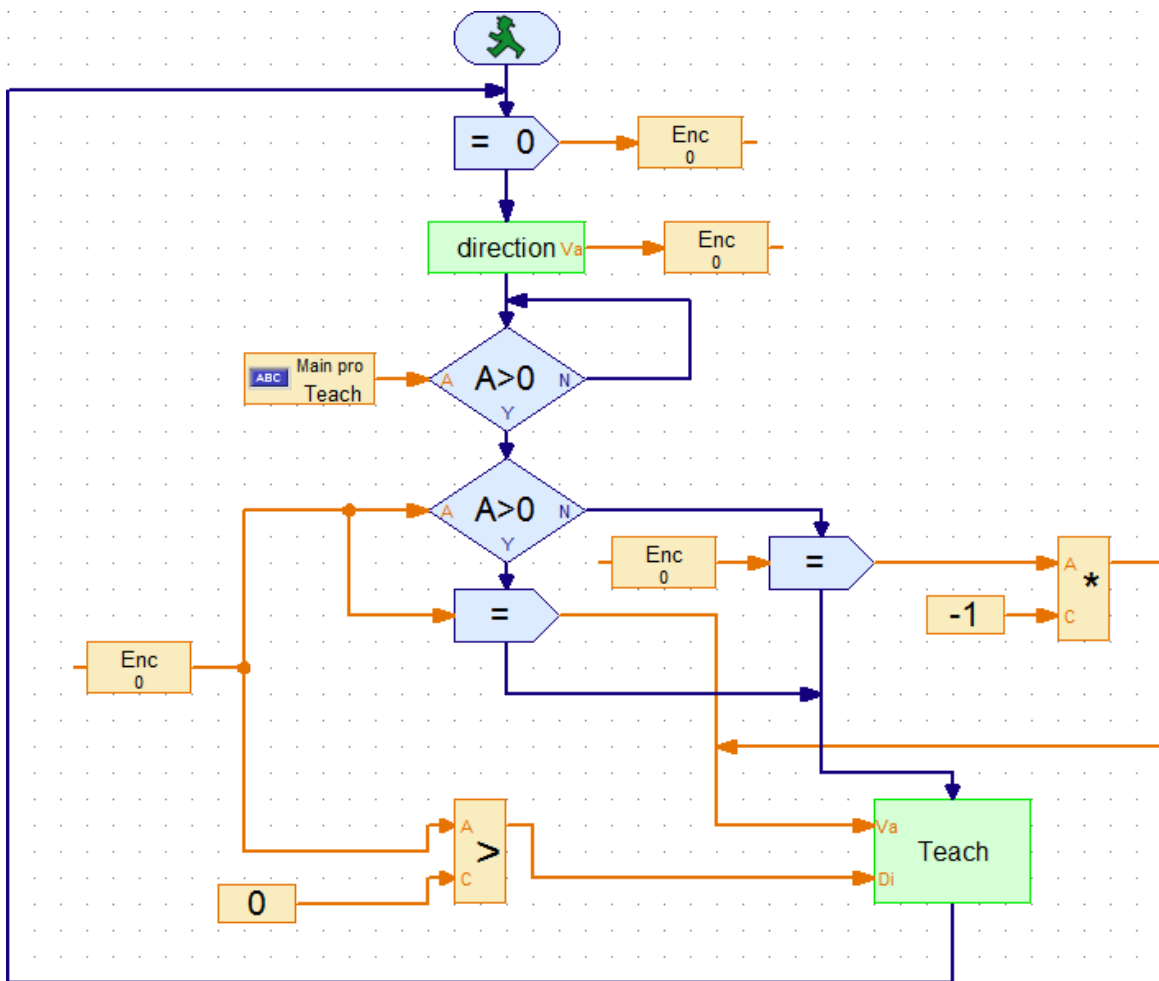 = 0
Enc
0
direction Va
Enc
0
ABC Main pro
Teach
A A>0 N
Y
A A>0 N
Y
Enc
0
=
A
*
-1
C
=
Enc
0
A
>
C
0
Va
Teach
Di